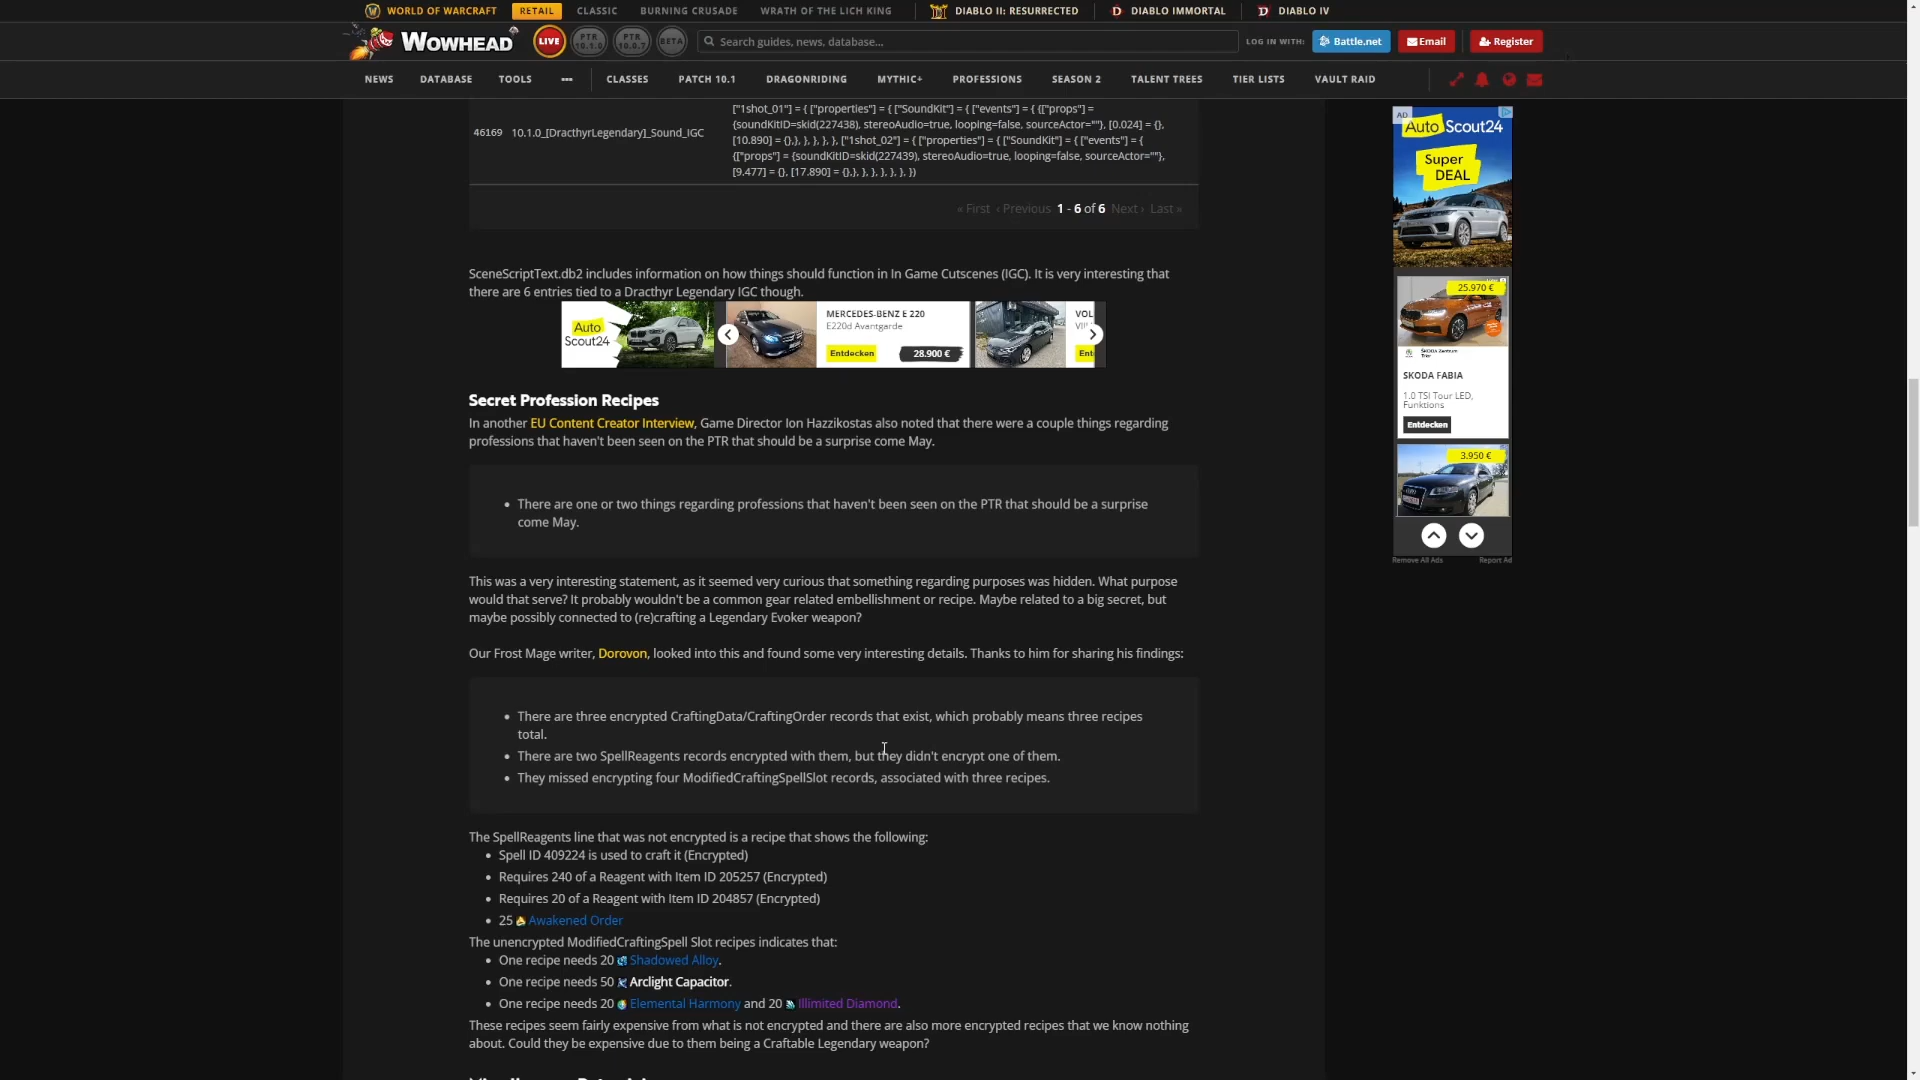 WORLD OF WARCRAFT RETAIL CLASSIC BURNING CRUSADE WRATH OF THE LICH KING DIABLO II: RESURRECTED DIABLO IMMORTAL DIABLO IV
WOWHEAD LIVE PTR 10.1.0 PTR 10.0.7 BETA Search guides, news, database... LOG IN WITH: Battle.net Email Register
NEWS DATABASE TOOLS ••• CLASSES PATCH 10.1 DRAGONRIDING MYTHIC+ PROFESSIONS SEASON 2 TALENT TREES TIER LISTS VAULT RAID
["1shot_01"] = { ["properties"] = { ["SoundKit"] = { ["events"] = { {["props"] =
{soundKitID=skid(227438), stereoAudio=true, looping=false, sourceActor=""}, [0.024] = {},
46169 10.1.0_[DracthyrLegendary]_Sound_IGC [10.890] = {},}, }, }, }, }, ["1shot_02"] = { ["properties"] = { ["SoundKit"] = { ["events"] = {
{["props"] = {soundKitID=skid(227439), stereoAudio=true, looping=false, sourceActor=""},
[9.477] = {}, [17.890] = {},}, }, }, }, }, }, })
« First ‹ Previous 1 - 6 of 6 Next › Last »
SceneScriptText.db2 includes information on how things should function in In Game Cutscenes (IGC). It is very interesting that
there are 6 entries tied to a Dracthyr Legendary IGC though.
Auto
Scout24
MERCEDES-BENZ E 220
E220d Avantgarde
Entdecken 28.900 €
VOL
Secret Profession Recipes
In another EU Content Creator Interview, Game Director Ion Hazzikostas also noted that there were a couple things regarding
professions that haven't been seen on the PTR that should be a surprise come May.
• There are one or two things regarding professions that haven't been seen on the PTR that should be a surprise
come May.
This was a very interesting statement, as it seemed very curious that something regarding purposes was hidden. What purpose
would that serve? It probably wouldn't be a common gear related embellishment or recipe. Maybe related to a big secret, but
maybe possibly connected to (re)crafting a Legendary Evoker weapon?
Our Frost Mage writer, Dorovon, looked into this and found some very interesting details. Thanks to him for sharing his findings:
• There are three encrypted CraftingData/CraftingOrder records that exist, which probably means three recipes
total.
• There are two SpellReagents records encrypted with them, but they didn't encrypt one of them.
• They missed encrypting four ModifiedCraftingSpellSlot records, associated with three recipes.
The SpellReagents line that was not encrypted is a recipe that shows the following:
• Spell ID 409224 is used to craft it (Encrypted)
• Requires 240 of a Reagent with Item ID 205257 (Encrypted)
• Requires 20 of a Reagent with Item ID 204857 (Encrypted)
• 25 Awakened Order
The unencrypted ModifiedCraftingSpell Slot recipes indicates that:
• One recipe needs 20 Shadowed Alloy.
• One recipe needs 50 Arclight Capacitor.
• One recipe needs 20 Elemental Harmony and 20 Illimited Diamond.
These recipes seem fairly expensive from what is not encrypted and there are also more encrypted recipes that we know nothing
about. Could they be expensive due to them being a Craftable Legendary weapon?
AD
AutoScout24
Super
DEAL
25.970 €
SKODA FABIA
1.0 TSI Tour LED,
Funktions
Entdecken
3.950 €
Remove All Ads Report Ad